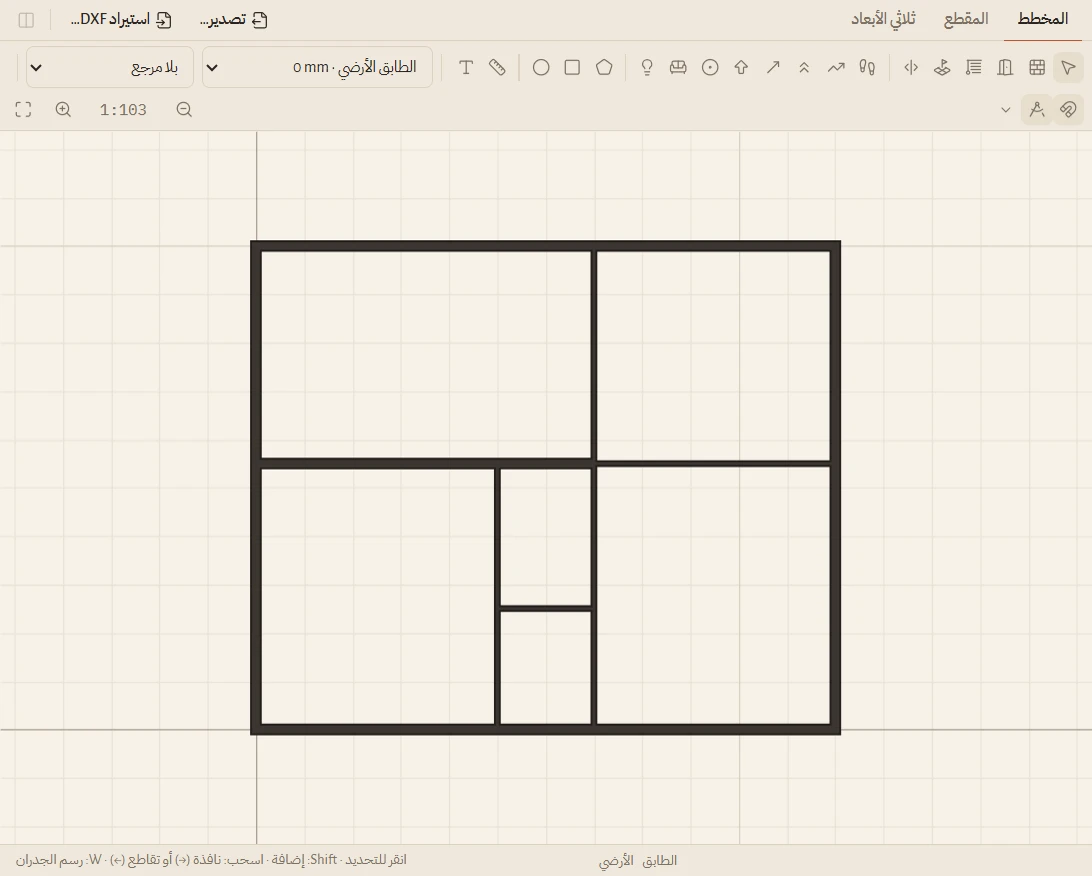 المخطط
المقطع
ثلاثي الأبعاد
تصدير...
استيراد DXF...
الطابق الأرضي · 0 mm
بلا مرجع
1:103
الطابق الأرضي
انقر للتحديد · Shift: إضافة · اسحب: نافذة (→) أو تقاطع (←) · W: رسم الجدران